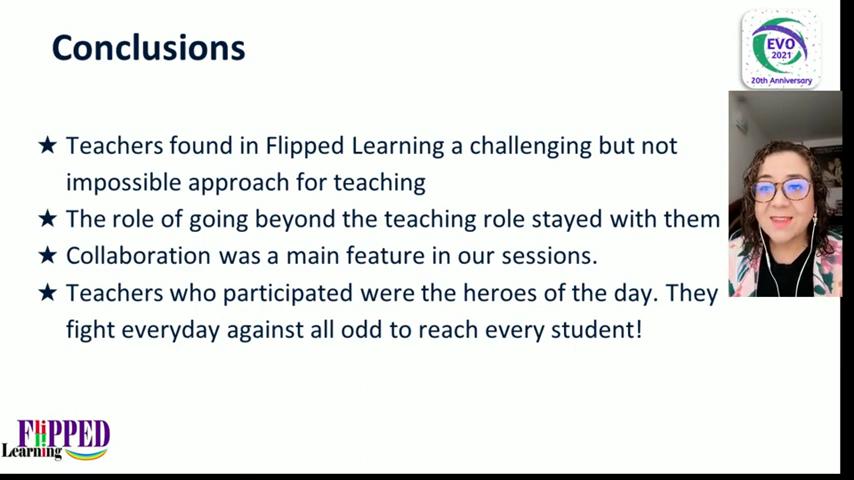 Conclusions
EVO
2021
20th Anniversary
★ Teachers found in Flipped Learning a challenging but not
impossible approach for teaching
★ The role of going beyond the teaching role stayed with them
★ Collaboration was a main feature in our sessions.
★ Teachers who participated were the heroes of the day. They
fight everyday against all odd to reach every student!
FliPPED
Learning